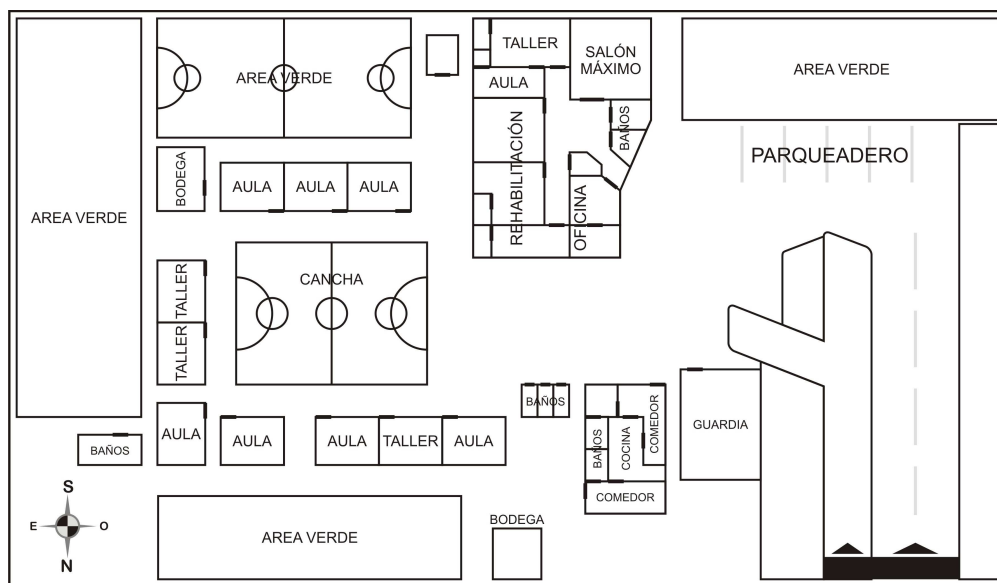 AREA VERDE
AREA VERDE
TALLER
SALÓN
MÁXIMO
AREA VERDE
AULA
BAÑOS
REHABILITACIÓN
PARQUEADERO
BODEGA
AULA
AULA
AULA
OFICINA
CANCHA
TALLER
TALLER
BAÑOS
COMEDOR
GUARDIA
AULA
AULA
AULA
TALLER
AULA
BAÑOS
COCINA
BAÑOS
COMEDOR
S
E
O
N
AREA VERDE
BODEGA